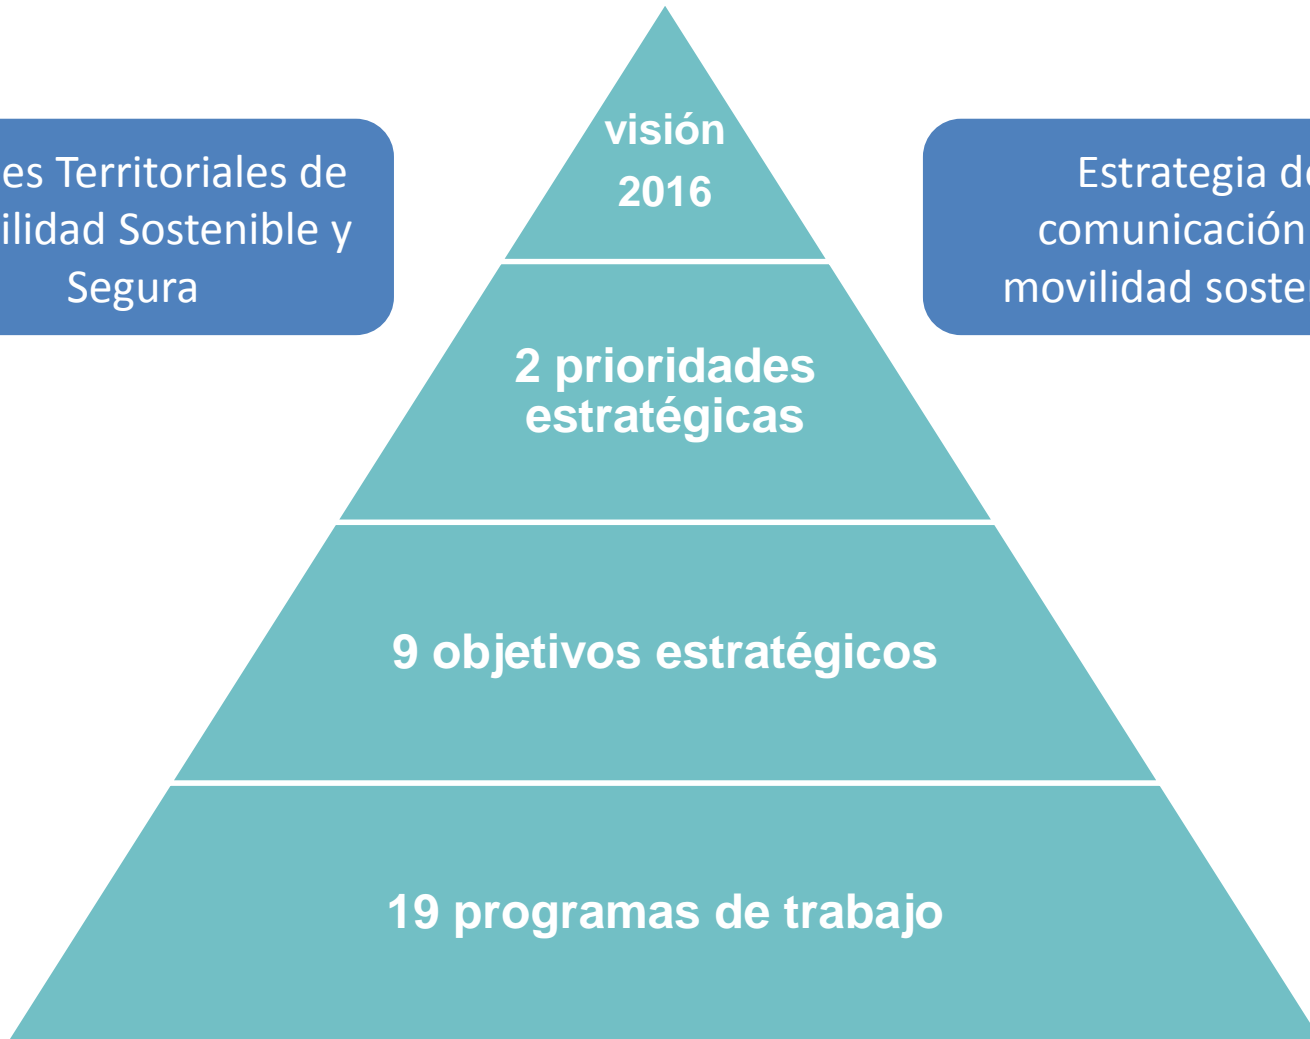 visión
2016
es Territoriales de
ilidad Sostenible y
Segura
Estrategia de
comunicación
movilidad soste
2 prioridades
estratégicas
9 objetivos estratégicos
19 programas de trabajo